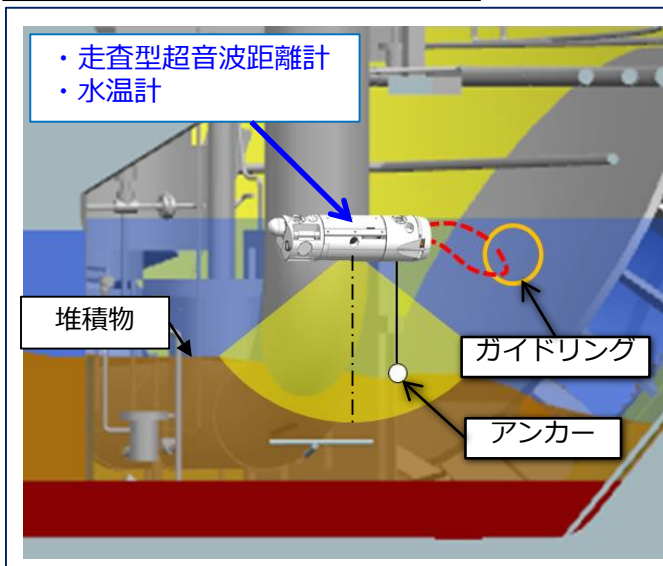 ・走査型超音波距離計
・水温計
堆積物
ガイドリング
アンカー